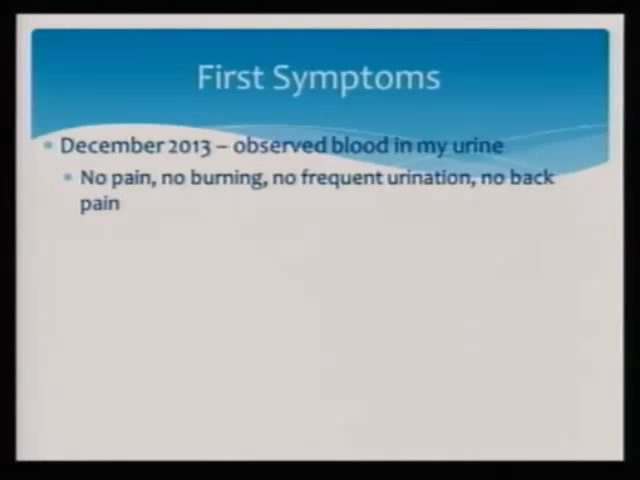 First Symptoms
December 2013 – observed blood in my urine
No pain, no burning, no frequent urination, no back
pain